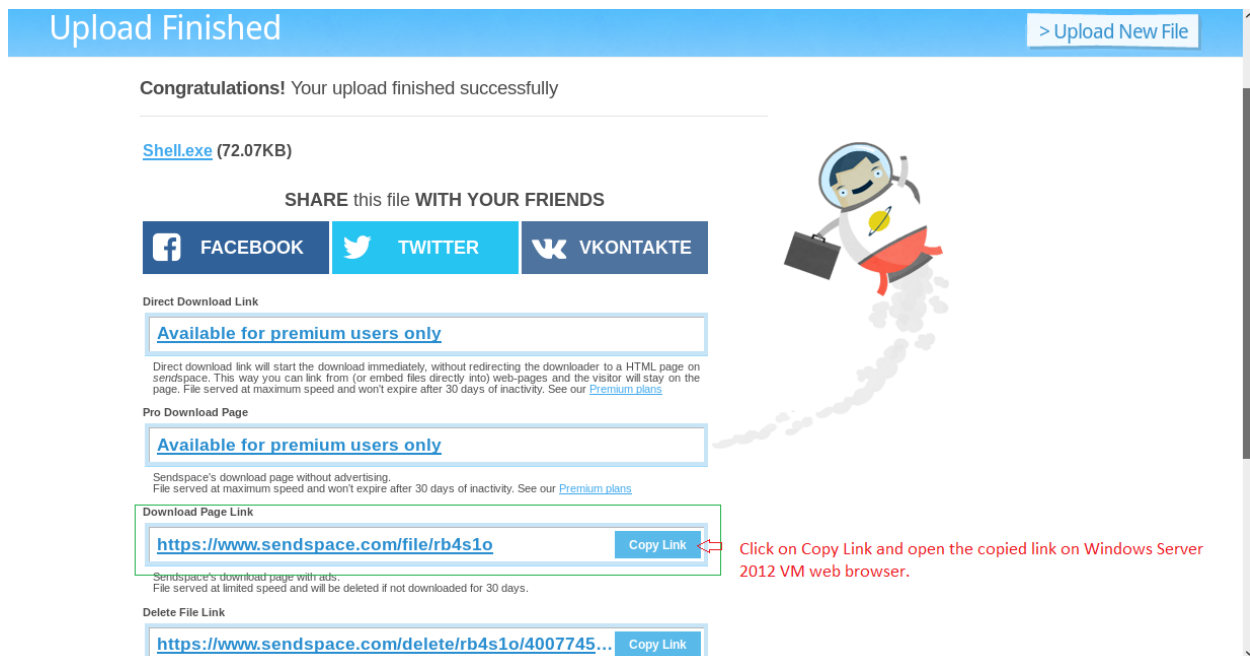 Upload Finished
> Upload New File
Congratulations! Your upload finished successfully
Shell.exe (72.07KB)
SHARE this file WITH YOUR FRIENDS
FACEBOOK
TWITTER
VKONTAKTE
Direct Download Link
Available for premium users only
Direct download link will start the download immediately, without redirecting the downloader to a HTML page on
sendspace. This way you can link from (or embed files directly into) web-pages and the visitor will stay on the
page. File served at maximum speed and won't expire after 30 days of inactivity. See our Premium plans
Pro Download Page
Available for premium users only
Sendspace's download page without advertising.
File served at maximum speed and won't expire after 30 days of inactivity. See our Premium plans
Download Page Link
https://www.sendspace.com/file/rb4s1o
Copy Link
Click on Copy Link and open the copied link on Windows Server
2012 VM web browser.
Sendspace's download page with ads.
File served at limited speed and will be deleted if not downloaded for 30 days.
Delete File Link
https://www.sendspace.com/delete/rb4s1o/4007745...
Copy Link